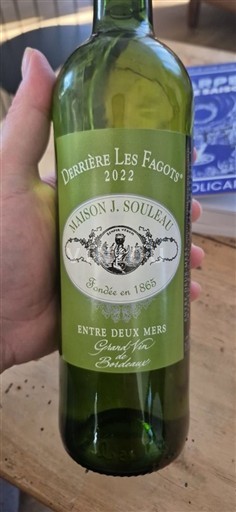 DERRIÈRE LES FAGOTS
2022
MAISON J. SOULEAU
Fondée en 1865
ENTRE DEUX MERS
Grand Vin
de
Bordeaux